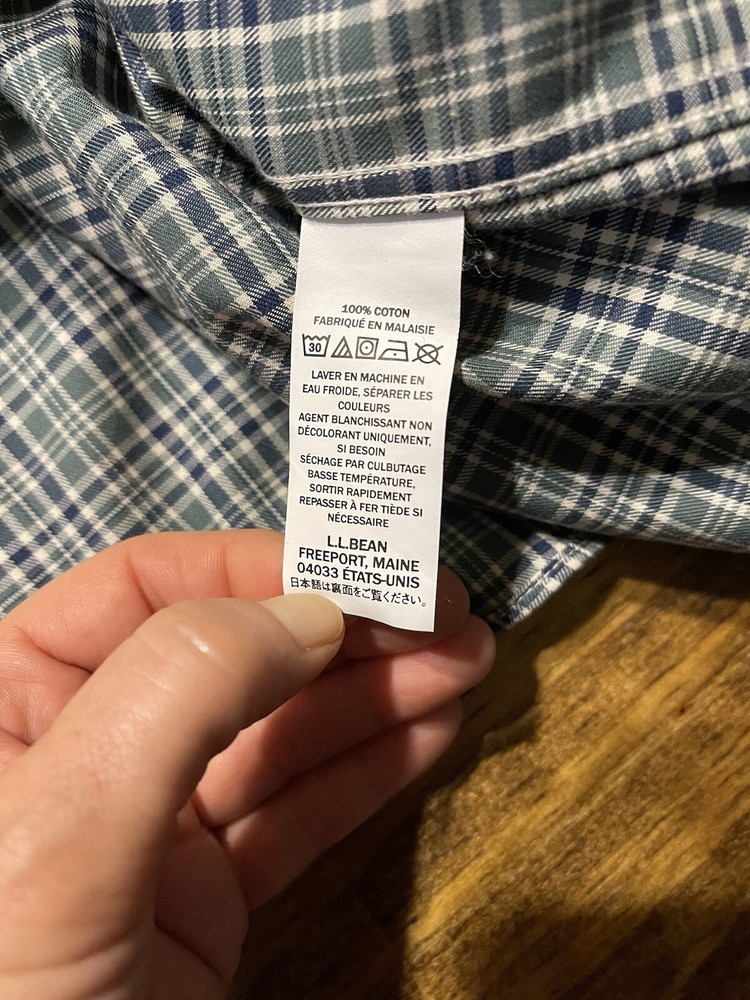 100% COTON
FABRIQUÉ EN MALAISIE
30
LAVER EN MACHINE EN
EAU FROIDE, SÉPARER LES
COULEURS
AGENT BLANCHISSANT NON
DÉCOLORANT UNIQUEMENT,
SI BESOIN
SÉCHAGE PAR CULBUTAGE
BASSE TEMPÉRATURE,
SORTIR RAPIDEMENT
REPASSER À FER TIÈDE SI
NÉCESSAIRE
L.L.BEAN
FREEPORT, MAINE
04033 ÉTATS-UNIS
日本語は裏面をご覧ください。